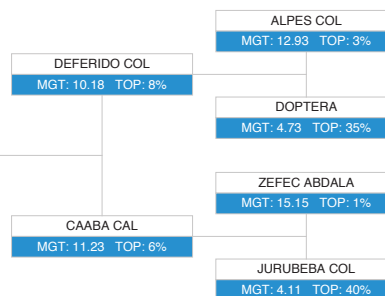 ALPES COL
MGT: 12.93 TOP: 3%
DEFERIDO COL
MGT: 10.18 TOP: 8%
DOPTERA
MGT: 4.73 TOP: 35%
ZEFEC ABDALA
MGT: 15.15 TOP: 1%
CAABA CAL
MGT: 11.23 TOP: 6%
JURUBEBA COL
MGT: 4.11 TOP: 40%